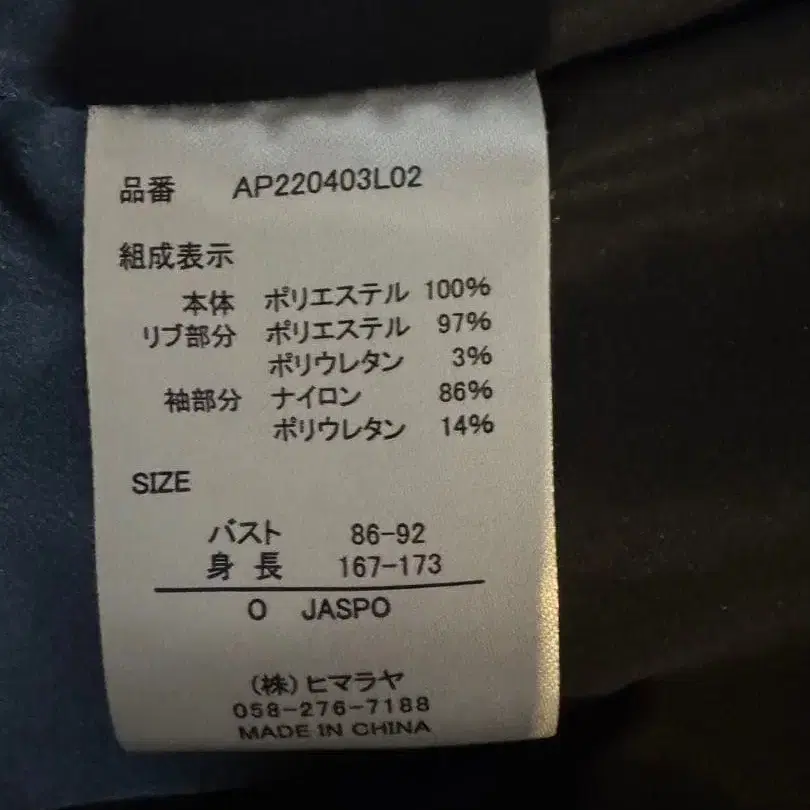 品番 AP220403L02
組成表示
本体 ポリエステル 100%
リブ部分 ポリエステル 97%
ポリウレタン 3%
袖部分 ナイロン 86%
ポリウレタン 14%
SIZE
バスト 86-92
身長 167-173
O JASPO
(株)ヒマラヤ
058-276-7188
MADE IN CHINA